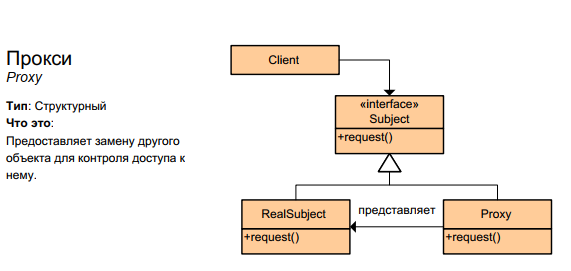 Прокси
Proxy
Тип: Структурный
Что это:
Предоставляет замену другого
объекта для контроля доступа к
нему.
Client
«interface»
Subject
+request()
RealSubject
+request()
представляет
Proxy
+request()